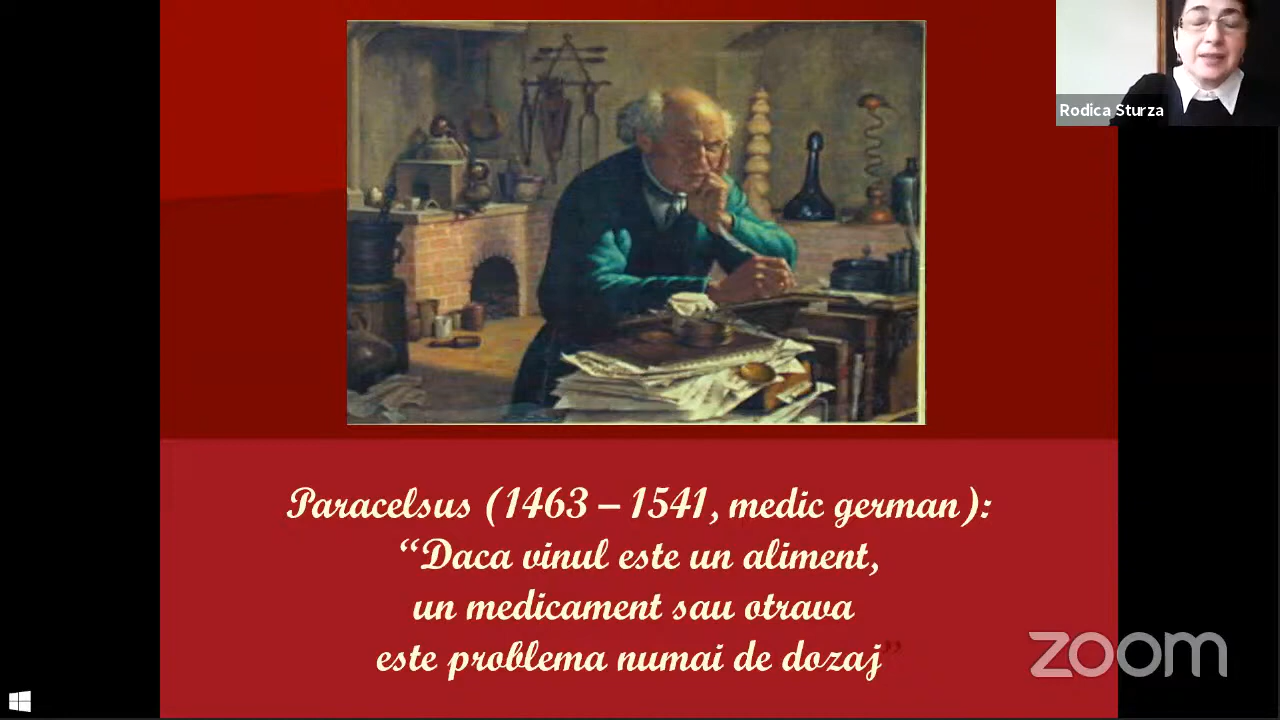 Rodica Sturza
Paracelsus (1463 – 1541, medic german):
“Daca vinul este un aliment,
un medicament sau otrava
este problema numai de dozaj”
zoom